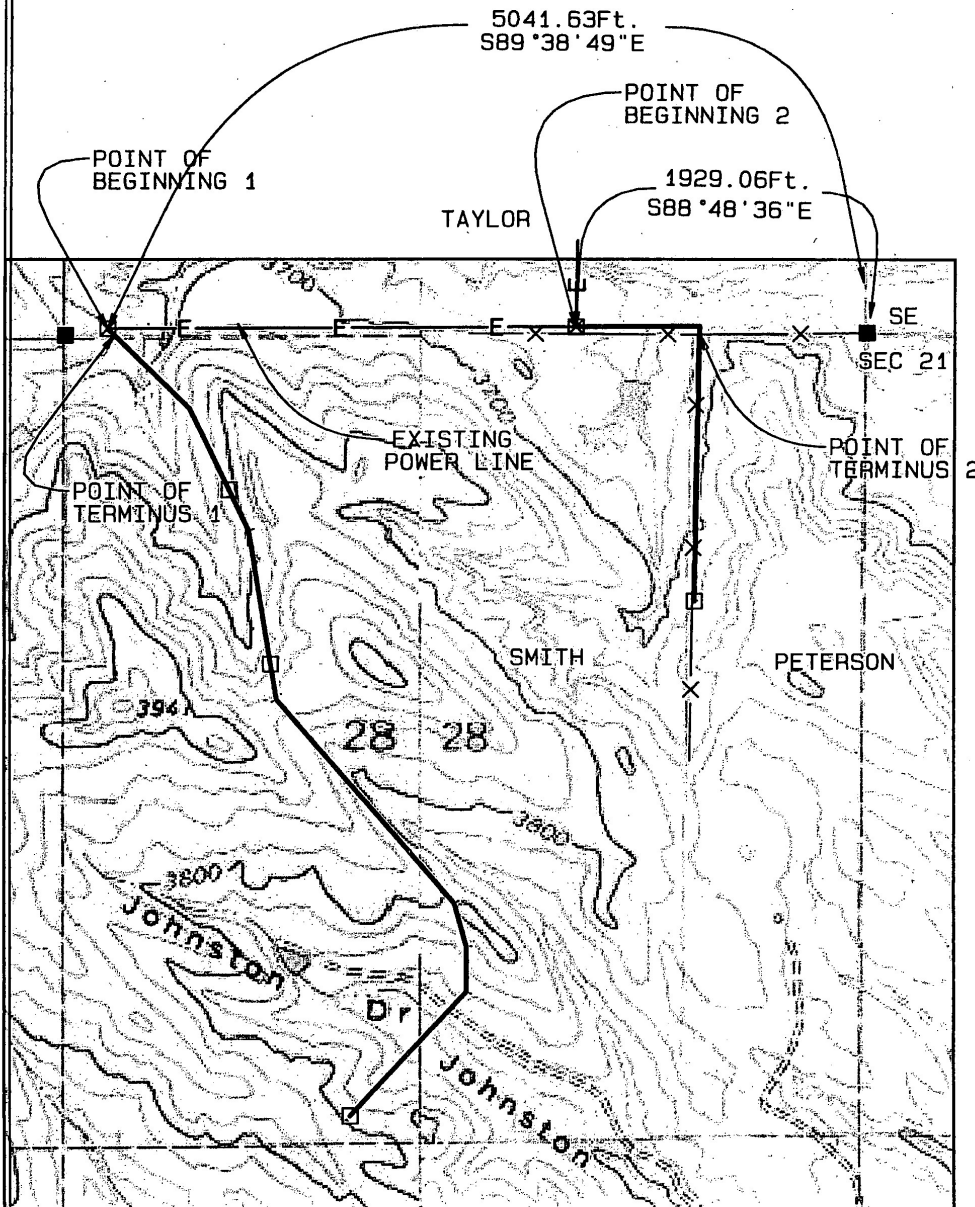 5041.63Ft.
S89°38'49"E
POINT OF
BEGINNING 2
POINT OF
BEGINNING 1
1929.06Ft.
S88°48'36"E
TAYLOR
3700
E
E
E
E
SE
SEC 21
3700
EXISTING
POWER LINE
POINT OF
TERMINUS 2
POINT OF
TERMINUS 1
SMITH
PETERSON
3941
28 28
3800
3800
Johnston
Dr
Johnston